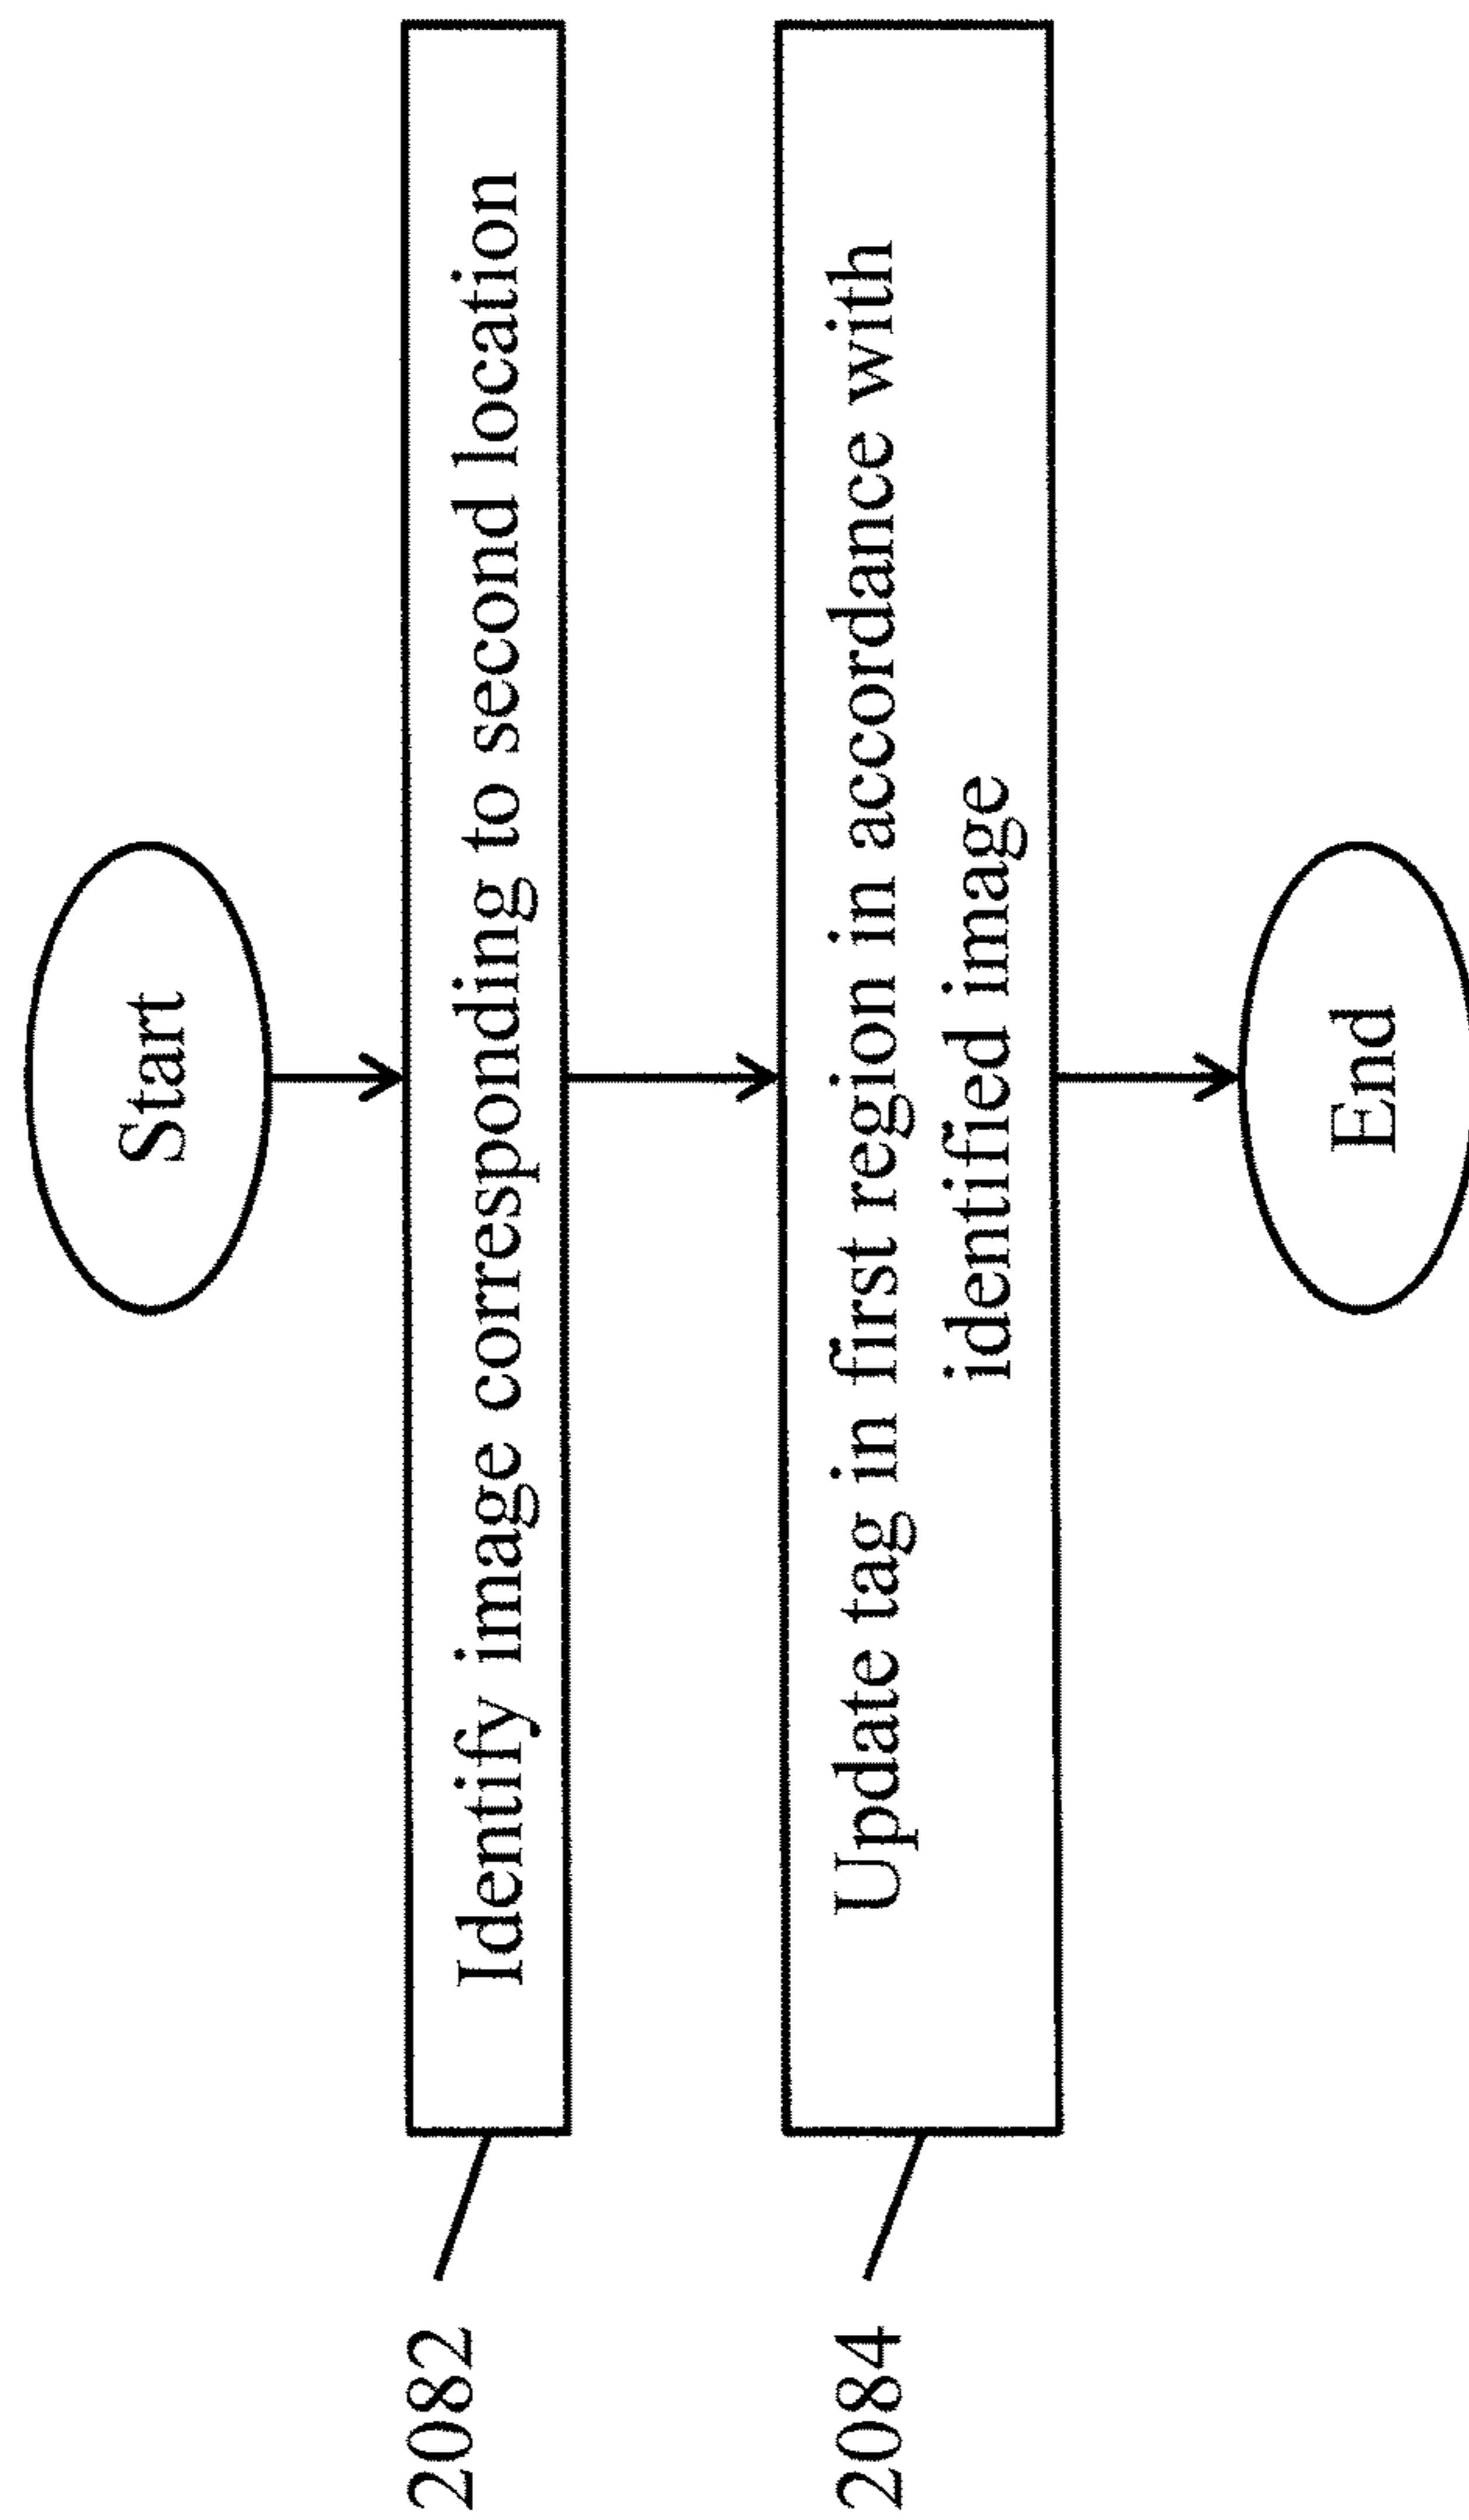 Start
2082
Identify image corresponding to second location
2084
Update tag in first region in accordance with
identified image
End